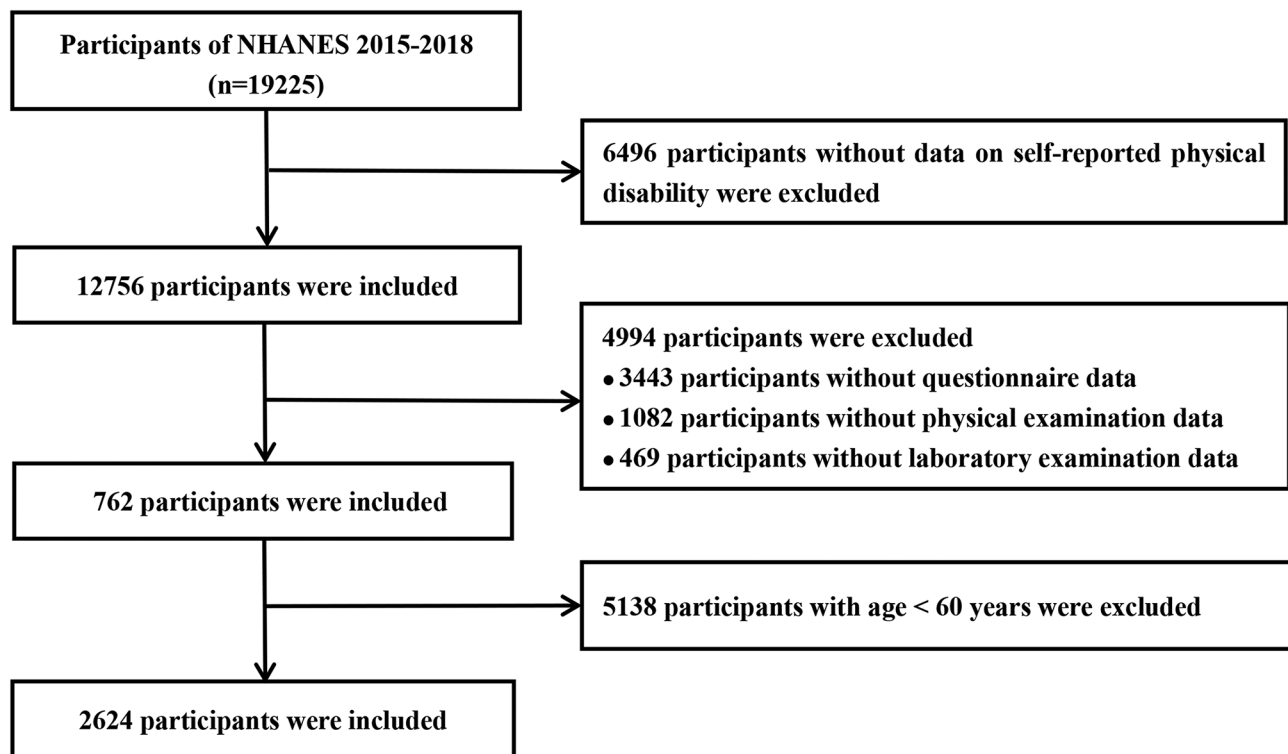 Participants of NHANES 2015-2018
(n=19225)
6496 participants without data on self-reported physical
disability were excluded
12756 participants were included
4994 participants were excluded
• 3443 participants without questionnaire data
• 1082 participants without physical examination data
• 469 participants without laboratory examination data
762 participants were included
5138 participants with age < 60 years were excluded
2624 participants were included